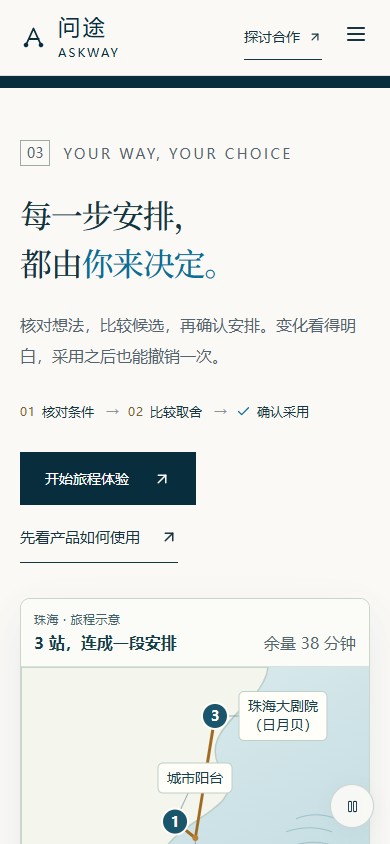 问途
ASKWAY
探讨合作
03 YOUR WAY, YOUR CHOICE
每一步安排，
都由你来决定。
核对想法，比较候选，再确认安排。变化看得明
白，采用之后也能撤销一次。
01 核对条件 → 02 比较取舍 → ✓ 确认采用
开始旅程体验
先看产品如何使用
珠海 · 旅程示意
3 站，连成一段安排 余量 38 分钟
3 珠海大剧院
（日月贝）
城市阳台
1